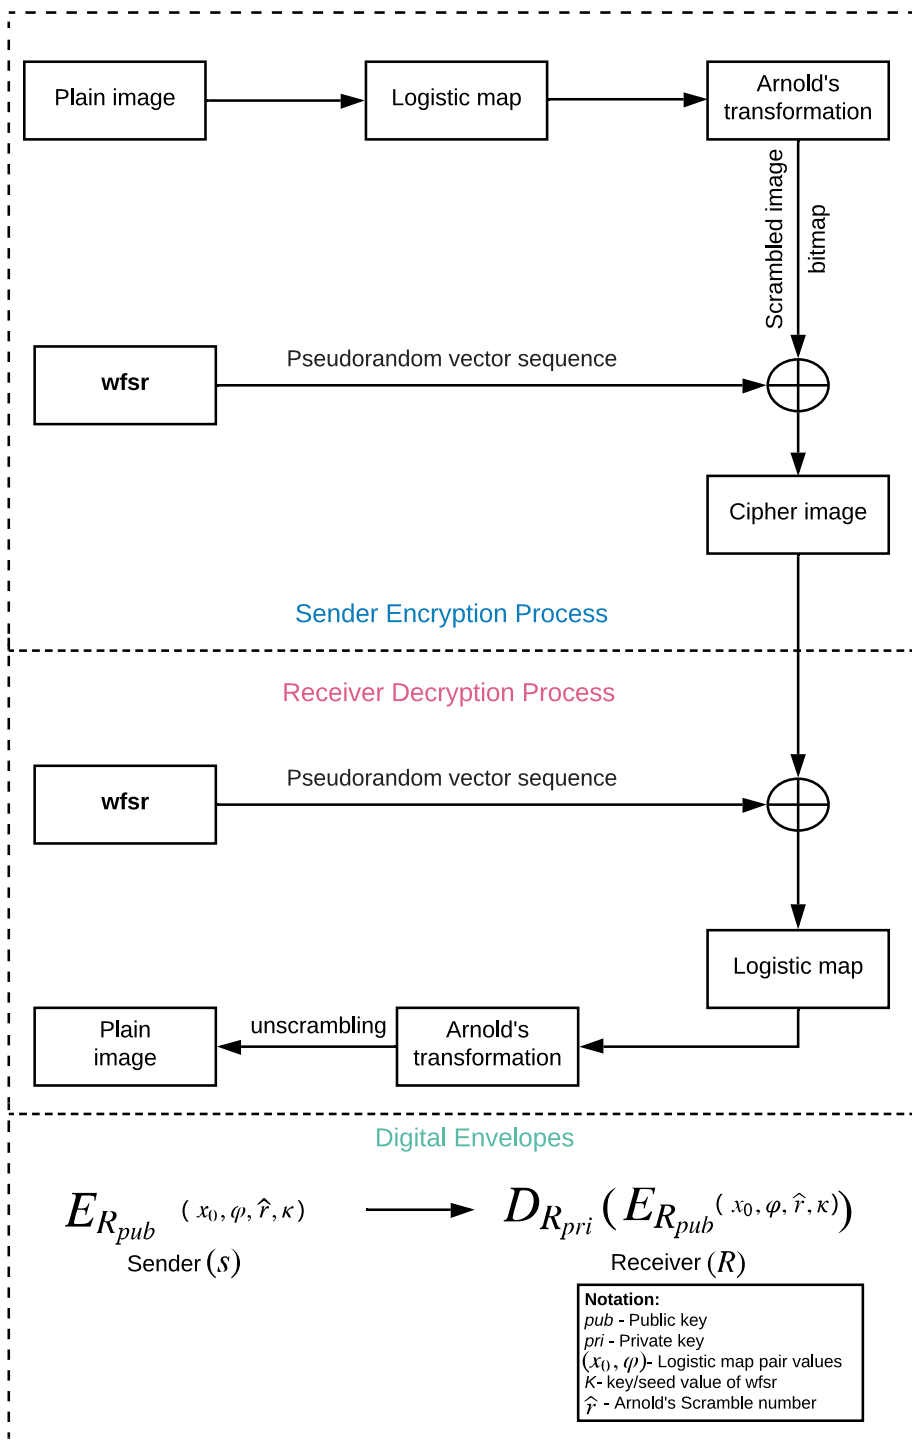 Plain image
Logistic map
Arnold's
transformation
Scrambled image
bitmap
wfsr
Pseudorandom vector sequence
Cipher image
Sender Encryption Process
Receiver Decryption Process
wfsr
Pseudorandom vector sequence
Logistic map
Plain
image
unscrambling
Arnold's
transformation
Digital Envelopes
E_{R_{pub}} (x₀, φ, r̂, κ)
D_{R_{pri}}(E_{R_{pub}}(x₀, φ, r̂, κ))
Sender (s)
Receiver (R)
Notation:
pub - Public key
pri - Private key
(x₀, φ)- Logistic map pair values
K- key/seed value of wfsr
r̂ - Arnold's Scramble number